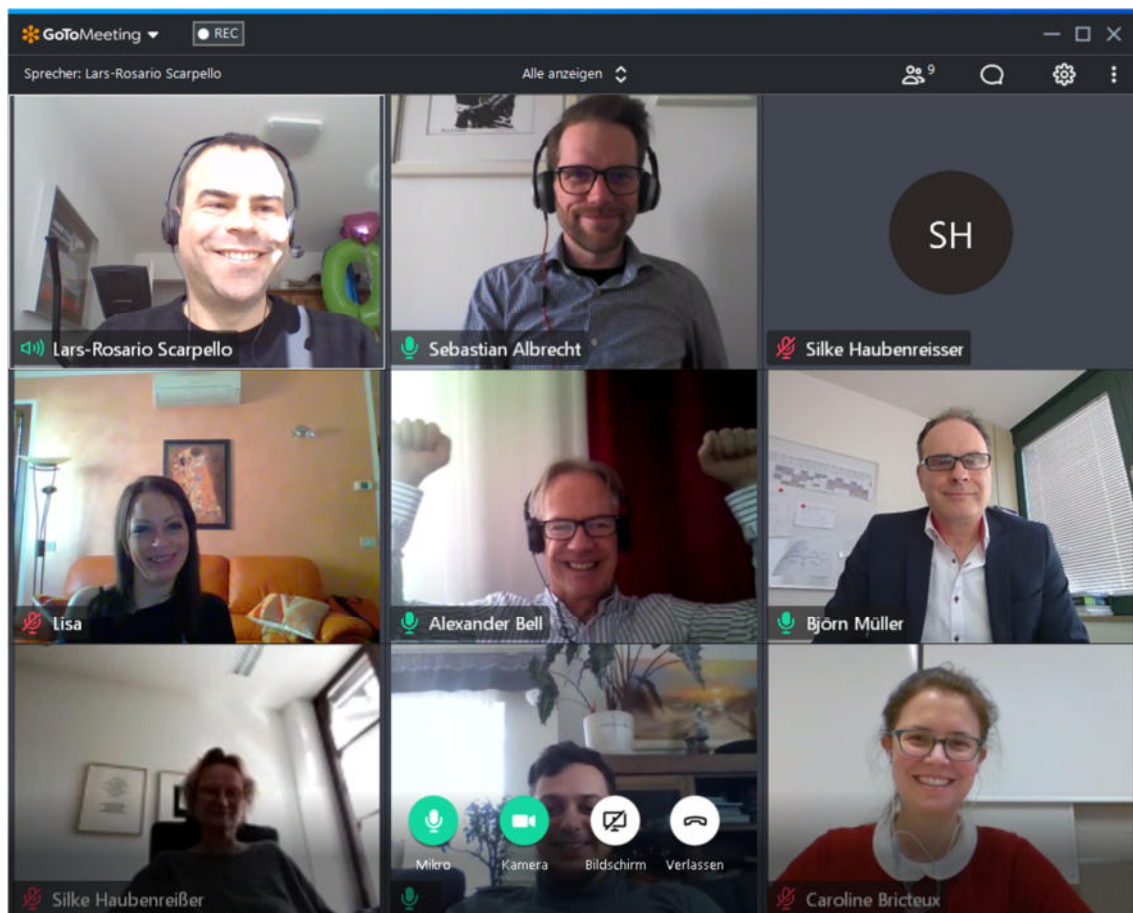 GoToMeeting
REC
Sprecher: Lars-Rosario Scarpello
Alle anzeigen
9
SH
Lars-Rosario Scarpello
Sebastian Albrecht
Silke Haubenreisser
Lisa
Alexander Bell
Björn Müller
Mikro
Kamera
Bildschirm
Verlassen
Silke Haubenreißer
Caroline Bricteux